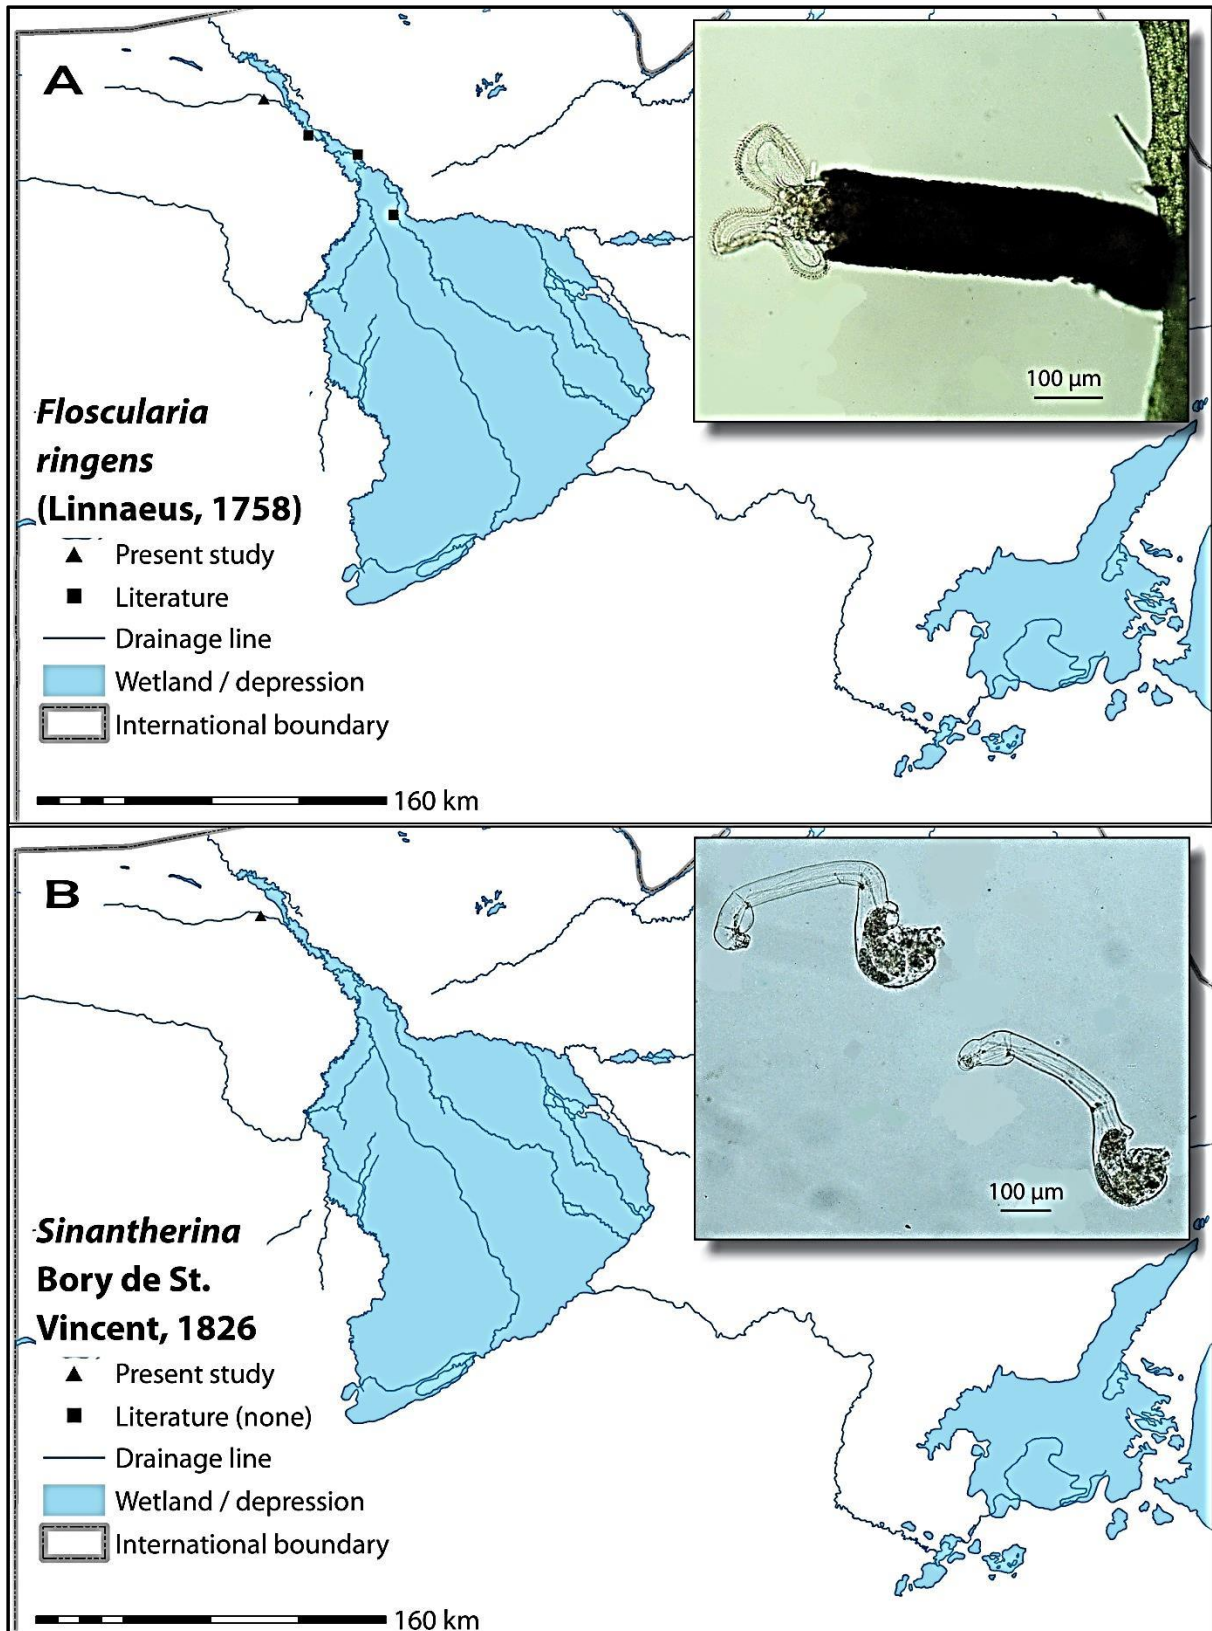 A
100 µm
Floscularia
ringens
(Linnaeus, 1758)
Present study
Literature
Drainage line
Wetland / depression
International boundary
160 km
B
100 µm
Sinantherina
Bory de St.
Vincent, 1826
Present study
Literature (none)
Drainage line
Wetland / depression
International boundary
160 km